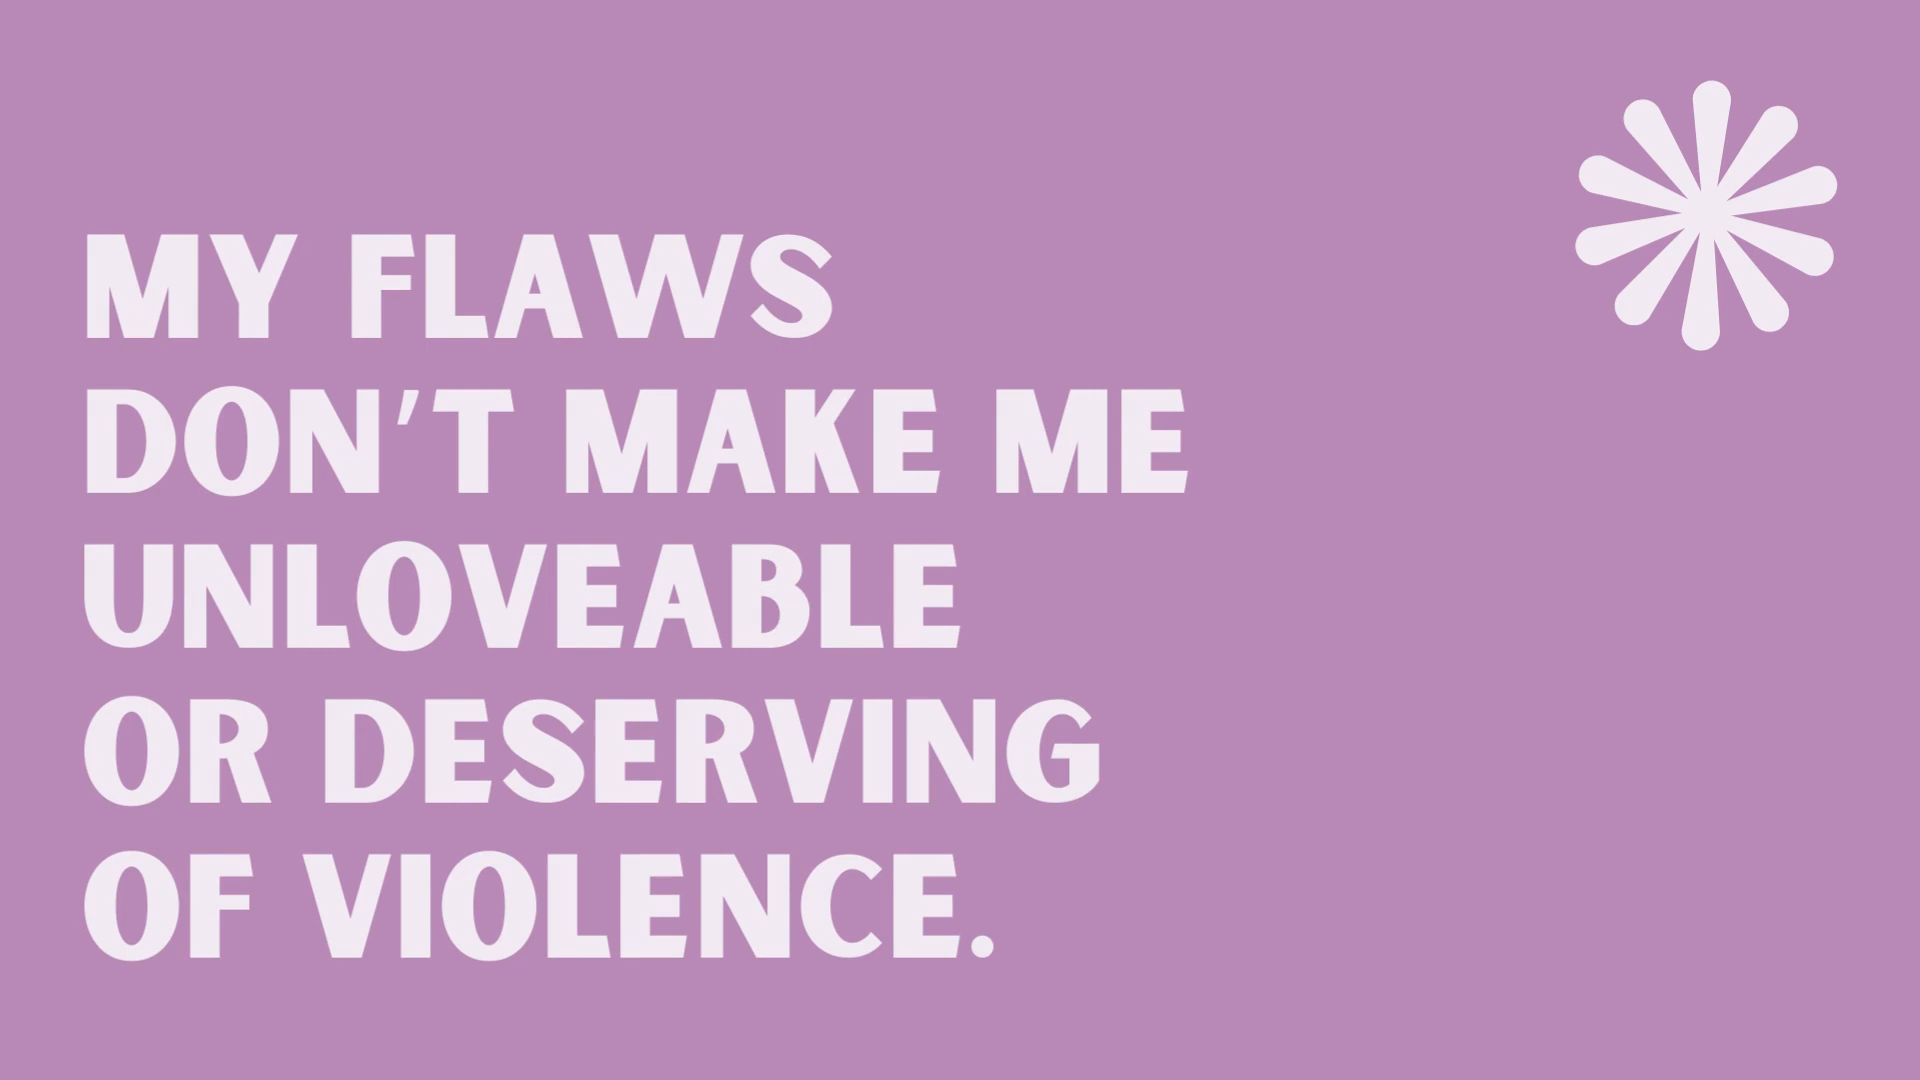 MY FLAWS
DON'T MAKE ME
UNLOVEABLE
OR DESERVING
OF VIOLENCE.